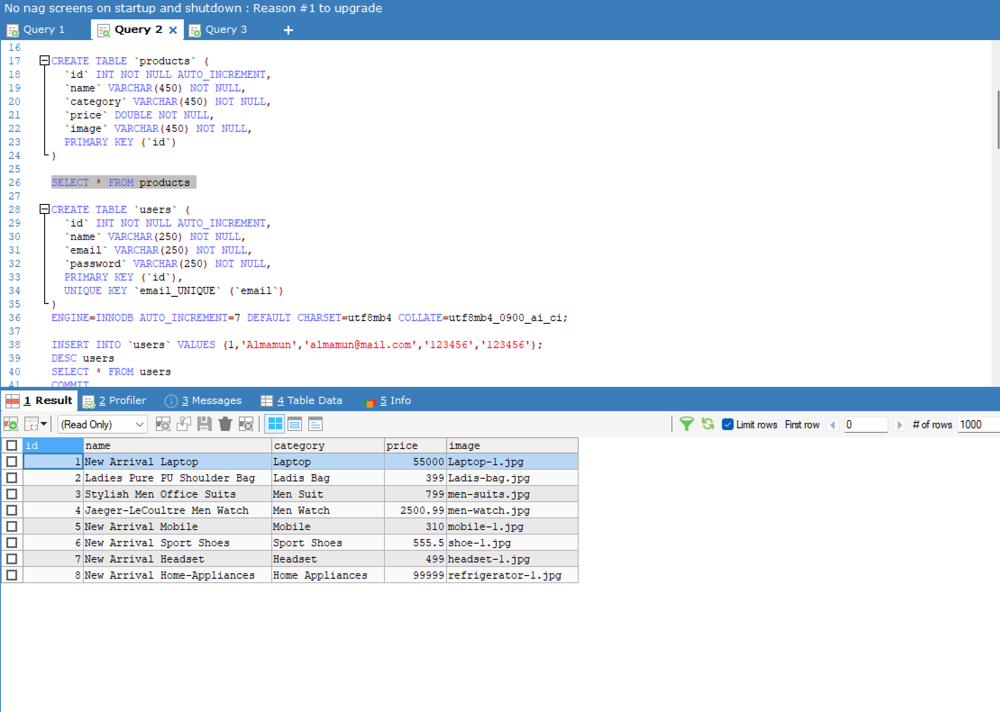 No nag screens on startup and shutdown : Reason #1 to upgrade
Query 1 Query 2 Query 3
16
17 CREATE TABLE `products` (
18 `id` INT NOT NULL AUTO_INCREMENT,
19 `name` VARCHAR(450) NOT NULL,
20 `category` VARCHAR(450) NOT NULL,
21 `price` DOUBLE NOT NULL,
22 `image` VARCHAR(450) NOT NULL,
23 PRIMARY KEY (`id`)
24 )
25
26 SELECT * FROM products
27
28 CREATE TABLE `users` (
29 `id` INT NOT NULL AUTO_INCREMENT,
30 `name` VARCHAR(250) NOT NULL,
31 `email` VARCHAR(250) NOT NULL,
32 `password` VARCHAR(250) NOT NULL,
33 PRIMARY KEY (`id`),
34 UNIQUE KEY `email_UNIQUE` (`email`)
35 )
36 ENGINE=INNODB AUTO_INCREMENT=7 DEFAULT CHARSET=utf8mb4 COLLATE=utf8mb4_0900_ai_ci;
37
38 INSERT INTO `users` VALUES (1,'Almamun','almamun@mail.com','123456','123456');
39 DESC users
40 SELECT * FROM users
41 COMMIT
1 Result 2 Profiler 3 Messages 4 Table Data 5 Info
(Read Only) Limit rows First row 0 # of rows 1000
id name category price image
1 New Arrival Laptop Laptop 55000 Laptop-1.jpg
2 Ladies Pure PU Shoulder Bag Ladis Bag 399 Ladis-bag.jpg
3 Stylish Men Office Suits Men Suit 799 men-suits.jpg
4 Jaeger-LeCoultre Men Watch Men Watch 2500.99 men-watch.jpg
5 New Arrival Mobile Mobile 310 mobile-1.jpg
6 New Arrival Sport Shoes Sport Shoes 555.5 shoe-1.jpg
7 New Arrival Headset Headset 499 headset-1.jpg
8 New Arrival Home-Appliances Home Appliances 99999 refrigerator-1.jpg